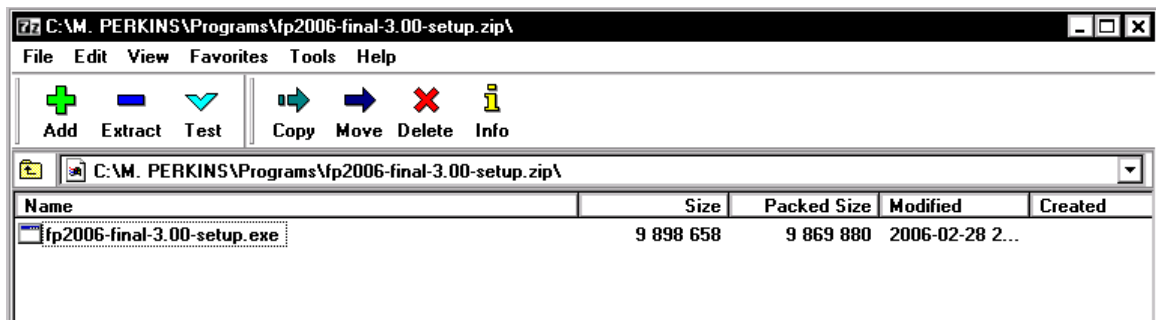 7z C:\M. PERKINS\Programs\fp2006-final-3.00-setup.zip\
File Edit View Favorites Tools Help
Add Extract Test Copy Move Delete Info
C:\M. PERKINS\Programs\fp2006-final-3.00-setup.zip\
Name Size Packed Size Modified Created
fp2006-final-3.00-setup.exe 9 898 658 9 869 880 2006-02-28 2...